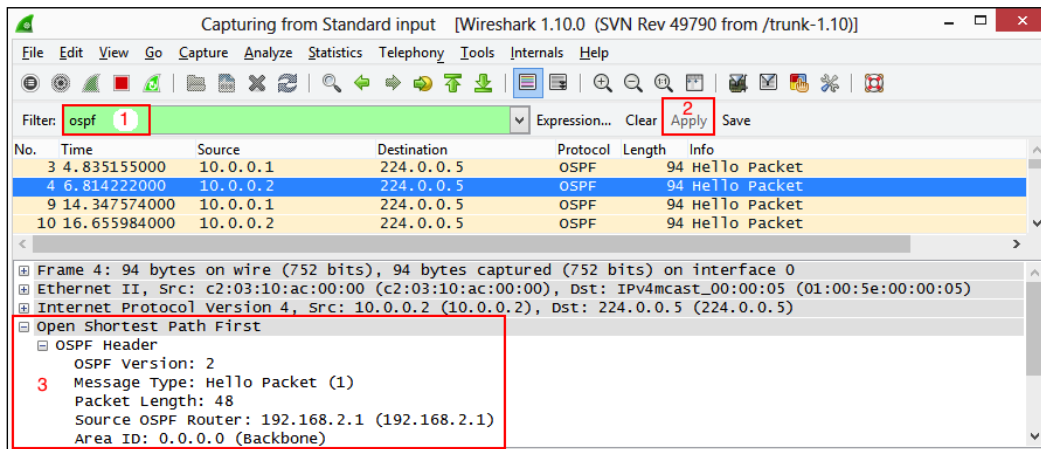 Capturing from Standard input [Wireshark 1.10.0 (SVN Rev 49790 from /trunk-1.10)]
File Edit View Go Capture Analyze Statistics Telephony Tools Internals Help
Filter: ospf 1 Expression... Clear Apply 2 Save
No. Time Source Destination Protocol Length Info
3 4.835155000 10.0.0.1 224.0.0.5 OSPF 94 Hello Packet
4 6.814222000 10.0.0.2 224.0.0.5 OSPF 94 Hello Packet
9 14.347574000 10.0.0.1 224.0.0.5 OSPF 94 Hello Packet
10 16.655984000 10.0.0.2 224.0.0.5 OSPF 94 Hello Packet
Frame 4: 94 bytes on wire (752 bits), 94 bytes captured (752 bits) on interface 0
Ethernet II, Src: c2:03:10:ac:00:00 (c2:03:10:ac:00:00), Dst: IPv4mcast_00:00:05 (01:00:5e:00:00:05)
Internet Protocol Version 4, Src: 10.0.0.2 (10.0.0.2), Dst: 224.0.0.5 (224.0.0.5)
Open Shortest Path First
OSPF Header
OSPF Version: 2
3 Message Type: Hello Packet (1)
Packet Length: 48
Source OSPF Router: 192.168.2.1 (192.168.2.1)
Area ID: 0.0.0.0 (Backbone)